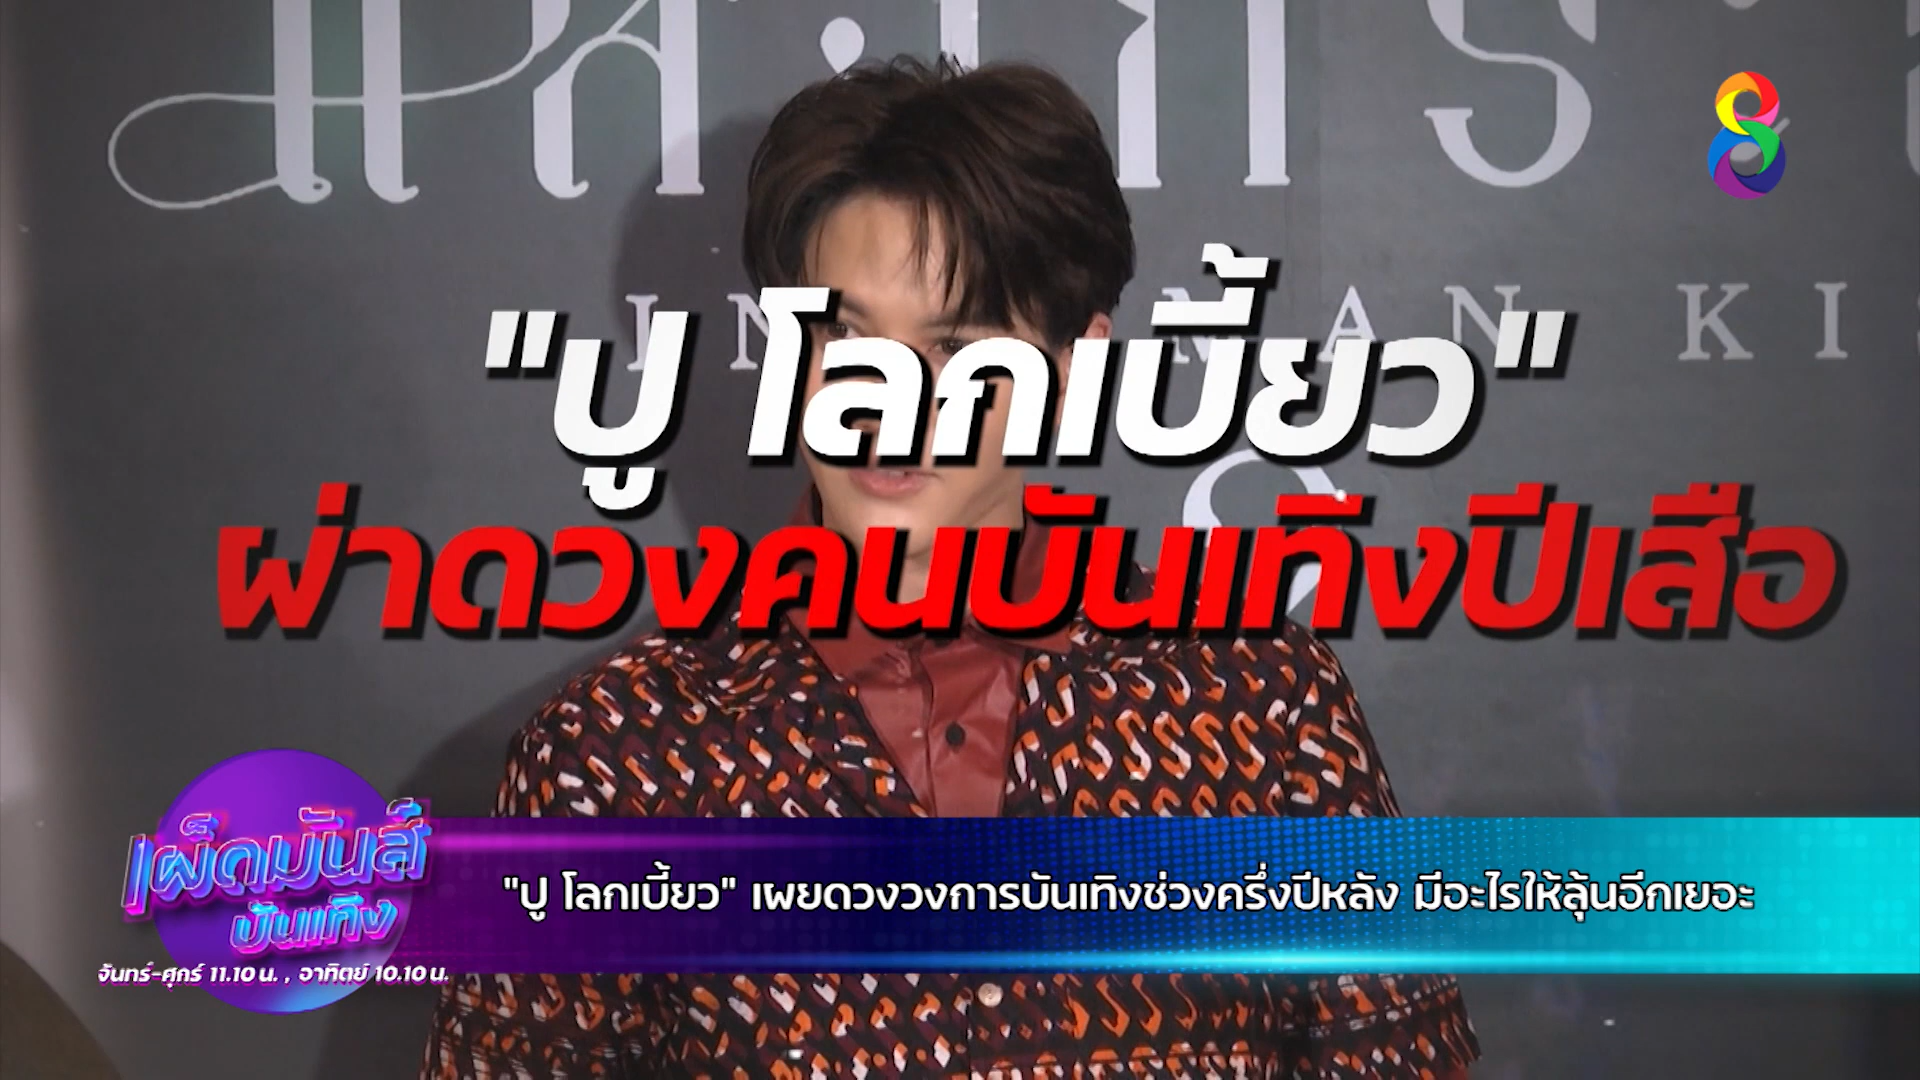 8
IN
MAN KIS
"ปู โลกเบี้ยว"
ผ่าดวงคนบันเทิงปีเสือ
เผ็ดมันส์
บันเทิง
จันทร์-ศุกร์ 11.10 น. , อาทิตย์ 10.10 น.
"ปู โลกเบี้ยว" เผยดวงวงการบันเทิงช่วงครึ่งปีหลัง มีอะไรให้ลุ้นอีกเยอะ